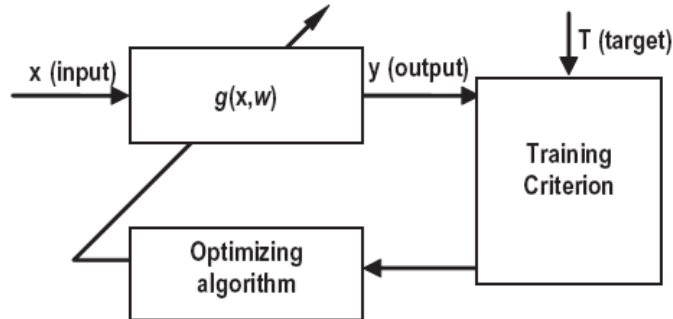 x (input)
g(x,w)
y (output)
T (target)
Training
Criterion
Optimizing
algorithm